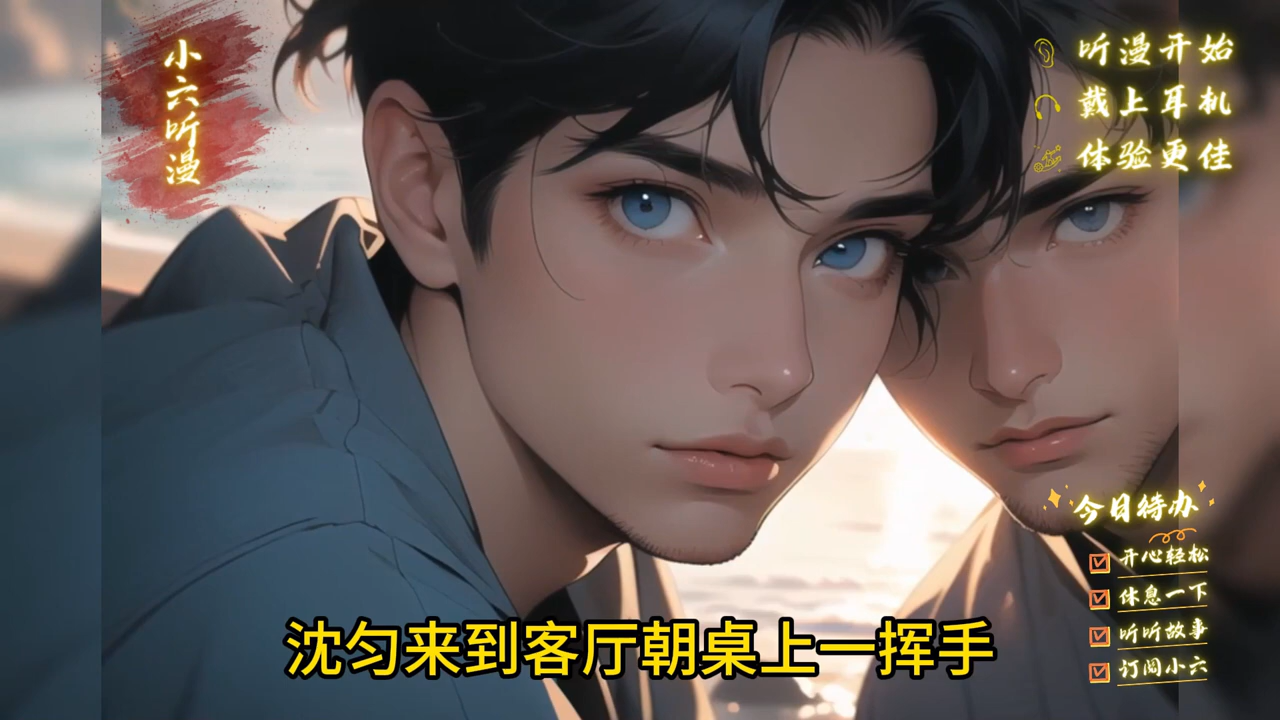 小六听漫
听漫开始
戴上耳机
体验更佳
今日待办
开心轻松
休息一下
听听故事
订阅小六
沈匀来到客厅朝桌上一挥手